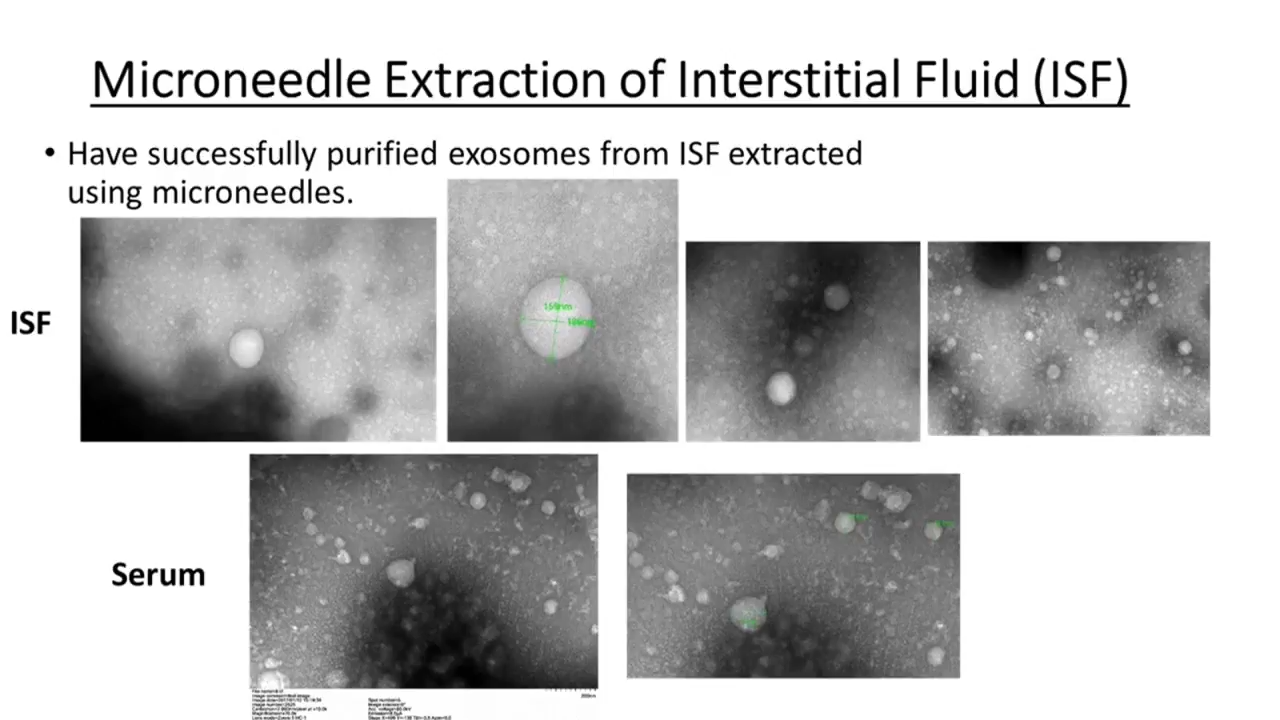 Microneedle Extraction of Interstitial Fluid (ISF)
• Have successfully purified exosomes from ISF extracted
using microneedles.
ISF
Serum